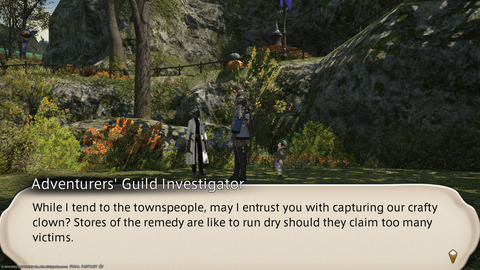 Adventurers' Guild Investigator
While I tend to the townspeople, may I entrust you with capturing our crafty
clown? Stores of the remedy are like to run dry should they claim too many
victims.